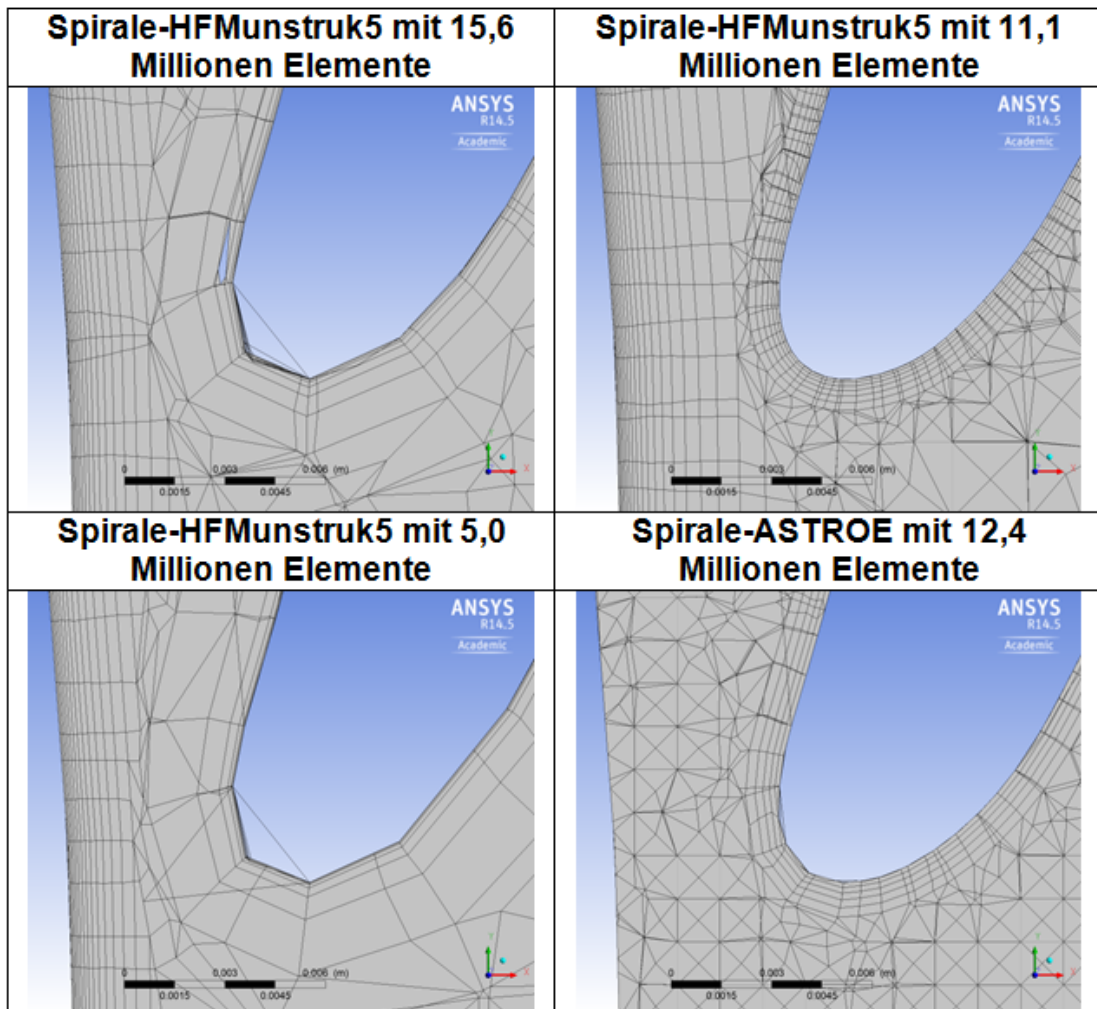 Spirale-HFMunstruk5 mit 15,6
Millionen Elemente
Spirale-HFMunstruk5 mit 11,1
Millionen Elemente
ANSYS
R14.5
Academic
0
0.003
0.006 (m)
0.0015
0.0045
Y
X
ANSYS
R14.5
Academic
0
0.003
0.006 (m)
0.0015
0.0045
Y
X
Spirale-HFMunstruk5 mit 5,0
Millionen Elemente
Spirale-ASTROE mit 12,4
Millionen Elemente
ANSYS
R14.5
Academic
0
0.003
0.006 (m)
0.0015
0.0045
Y
X
ANSYS
R14.5
Academic
0
0.003
0.006 (m)
0.0015
0.0045
Y
X